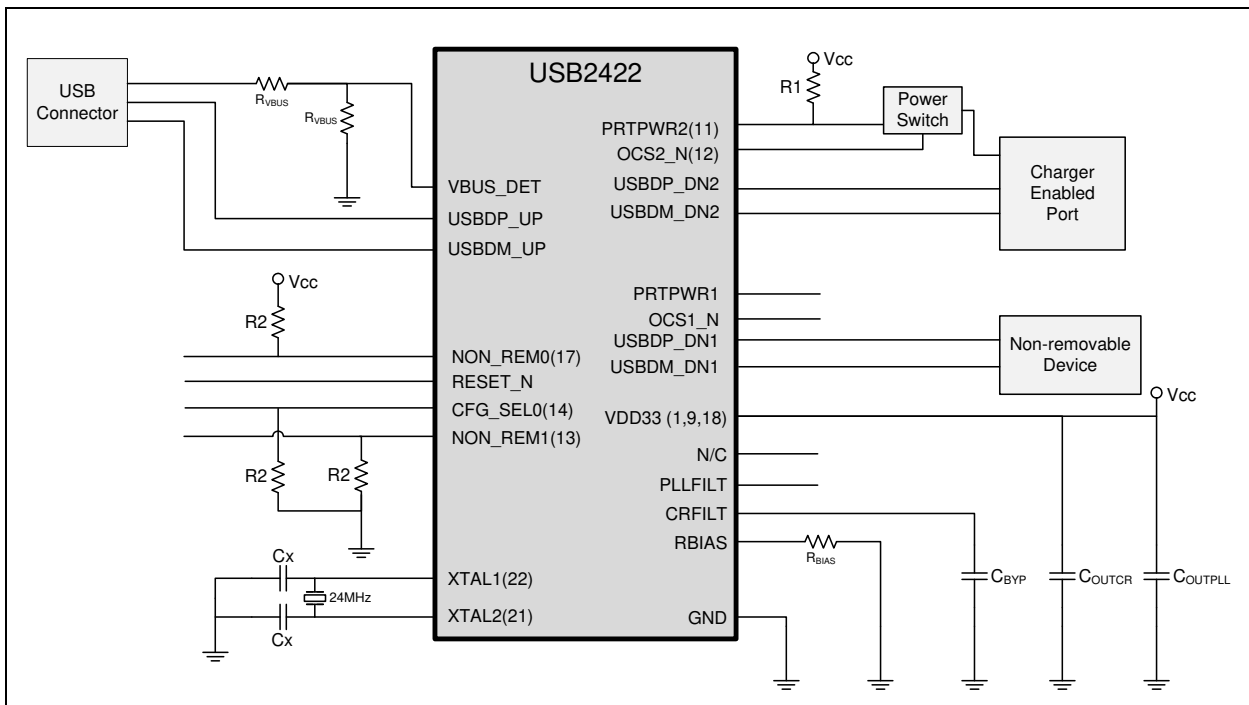 USB2422
USB
Connector
RVBUS
RVBUS
VBUS_DET
USBDP_UP
USBDM_UP
Vcc
R2
NON_REM0(17)
RESET_N
CFG_SEL0(14)
NON_REM1(13)
R2
R2
Cx
24MHz
Cx
XTAL1(22)
XTAL2(21)
Vcc
R1
PRTPWR2(11)
OCS2_N(12)
USBDP_DN2
USBDM_DN2
Power
Switch
Charger
Enabled
Port
PRTPWR1
OCS1_N
USBDP_DN1
USBDM_DN1
Non-removable
Device
Vcc
VDD33 (1,9,18)
N/C
PLLFILT
CRFILT
RBIAS
RBIAS
GND
CBYP
COUTCR
COUTPLL